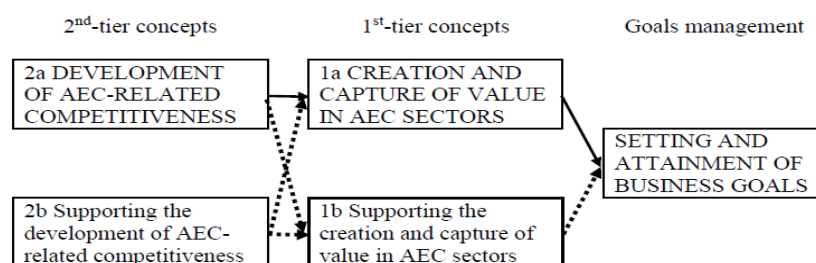 2nd-tier concepts
1st-tier concepts
Goals management
2a DEVELOPMENT
OF AEC-RELATED
COMPETITIVENESS
1a CREATION AND
CAPTURE OF VALUE
IN AEC SECTORS
SETTING AND
ATTAINMENT OF
BUSINESS GOALS
2b Supporting the
development of AEC-
related competitiveness
1b Supporting the
creation and capture of
value in AEC sectors